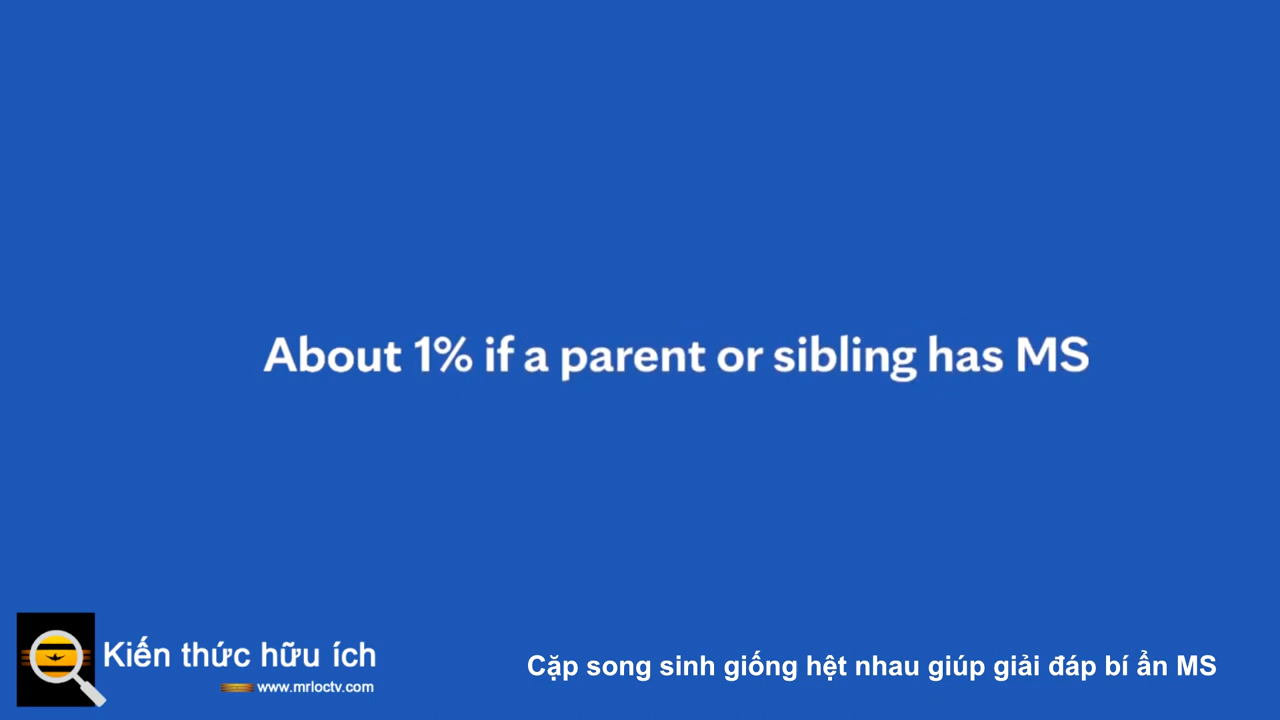 About 1% if a parent or sibling has MS
Kiến thức hữu ích
www.mrloctv.com
Cặp song sinh giống hệt nhau giúp giải đáp bí ẩn MS